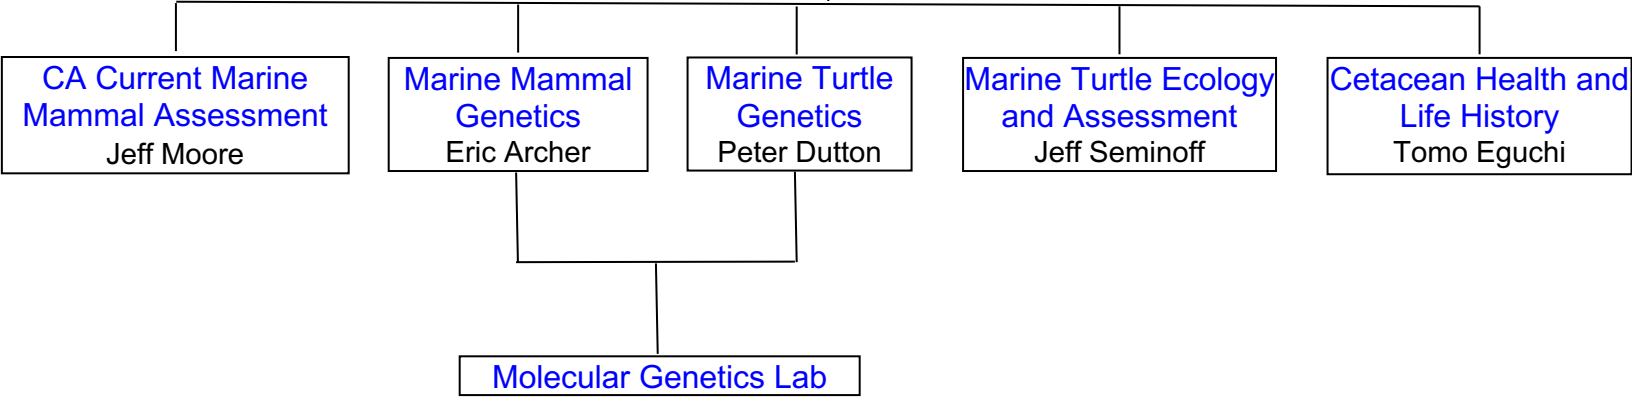 CA Current Marine
Mammal Assessment
Jeff Moore
Marine Mammal
Genetics
Eric Archer
Marine Turtle
Genetics
Peter Dutton
Marine Turtle Ecology
and Assessment
Jeff Seminoff
Cetacean Health and
Life History
Tomo Eguchi
Molecular Genetics Lab